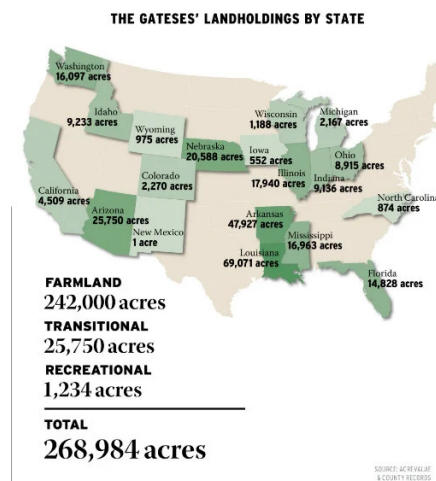 THE GATESES' LANDHOLDINGS BY STATE
Washington
16,097 acres
Idaho
9,233 acres
Wyoming
975 acres
Nebraska
20,588 acres
Wisconsin
1,188 acres
Michigan
2,167 acres
Iowa
552 acres
Ohio
8,915 acres
Illinois
17,940 acres
Indiana
9,136 acres
Colorado
2,270 acres
California
4,509 acres
Arizona
25,750 acres
New Mexico
1 acre
North Carolina
874 acres
Arkansas
47,927 acres
Mississippi
16,963 acres
Louisiana
69,071 acres
Florida
14,828 acres
FARMLAND
242,000 acres
TRANSITIONAL
25,750 acres
RECREATIONAL
1,234 acres
TOTAL
268,984 acres
SOURCE: ACREVALUE
& COUNTY RECORDS